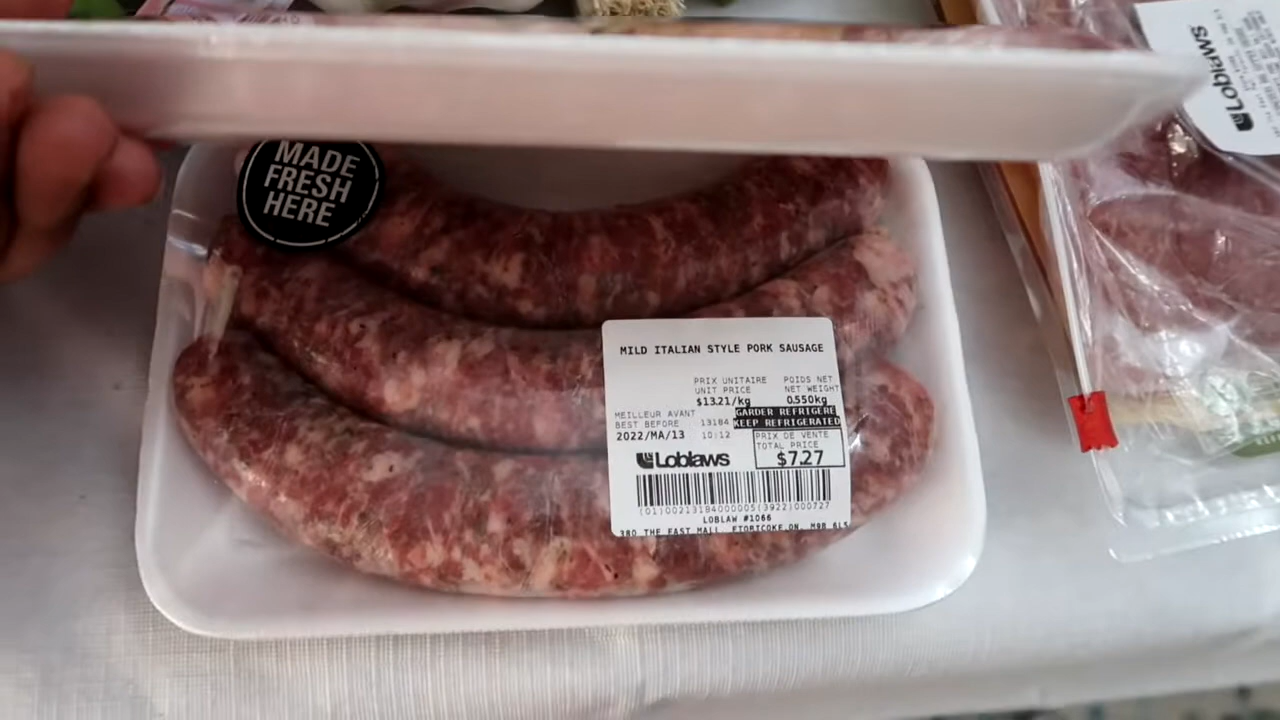 MADE
FRESH
HERE
MILD ITALIAN STYLE PORK SAUSAGE
PRIX UNITAIRE
UNIT PRICE
$13.21/kg
POIDS NET
NET WEIGHT
0.550kg
MEILLEUR AVANT
BEST BEFORE
2022/MA/13
13184
10:12
GARDER REFRIGERE
KEEP REFRIGERATED
PRIX DE VENTE
TOTAL PRICE
$7.27
Loblaws
(01)00213184000005(3922)000727
LOBLAW #1066
380 THE EAST MALL, ETOBICOKE,ON, M9B 6L5
Loblaws